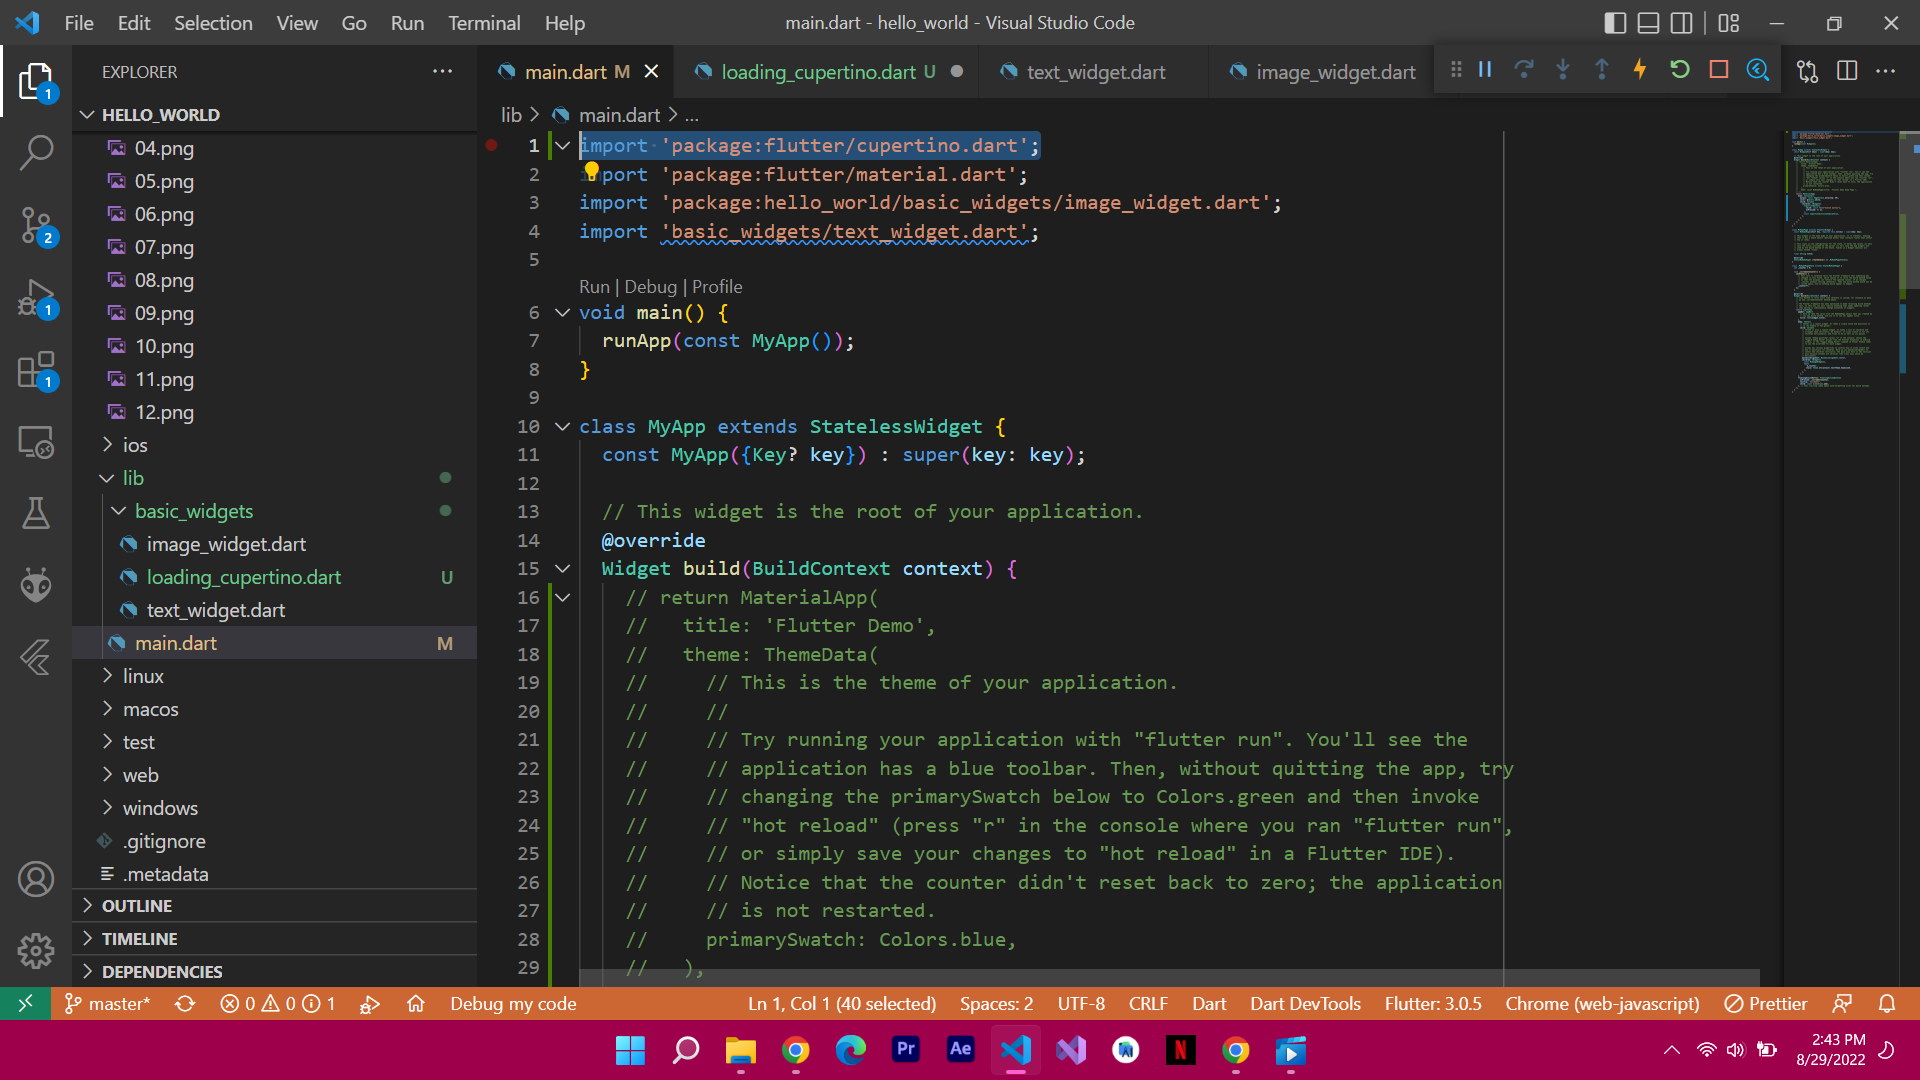 File Edit Selection View Go Run Terminal Help
main.dart - hello_world - Visual Studio Code
EXPLORER
main.dart M
loading_cupertino.dart U
text_widget.dart
image_widget.dart
HELLO_WORLD
lib > main.dart > ...
04.png
05.png
06.png
07.png
08.png
09.png
10.png
11.png
12.png
ios
lib
basic_widgets
image_widget.dart
loading_cupertino.dart U
text_widget.dart
main.dart M
linux
macos
test
web
windows
.gitignore
.metadata
OUTLINE
TIMELINE
DEPENDENCIES
1
2
1
1
1 import 'package:flutter/cupertino.dart';
2 import 'package:flutter/material.dart';
3 import 'package:hello_world/basic_widgets/image_widget.dart';
4 import 'basic_widgets/text_widget.dart';
5
Run | Debug | Profile
6 void main() {
7 runApp(const MyApp());
8 }
9
10 class MyApp extends StatelessWidget {
11 const MyApp({Key? key}) : super(key: key);
12
13 // This widget is the root of your application.
14 @override
15 Widget build(BuildContext context) {
16 // return MaterialApp(
17 // title: 'Flutter Demo',
18 // theme: ThemeData(
19 // // This is the theme of your application.
20 // //
21 // // Try running your application with "flutter run". You'll see the
22 // // application has a blue toolbar. Then, without quitting the app, try
23 // // changing the primarySwatch below to Colors.green and then invoke
24 // // "hot reload" (press "r" in the console where you ran "flutter run",
25 // // or simply save your changes to "hot reload" in a Flutter IDE).
26 // // Notice that the counter didn't reset back to zero; the application
27 // // is not restarted.
28 // primarySwatch: Colors.blue,
29 // ),
master* 0 0 1 Debug my code Ln 1, Col 1 (40 selected) Spaces: 2 UTF-8 CRLF Dart Dart DevTools Flutter: 3.0.5 Chrome (web-javascript) Prettier
Pr Ae N
2:43 PM
8/29/2022